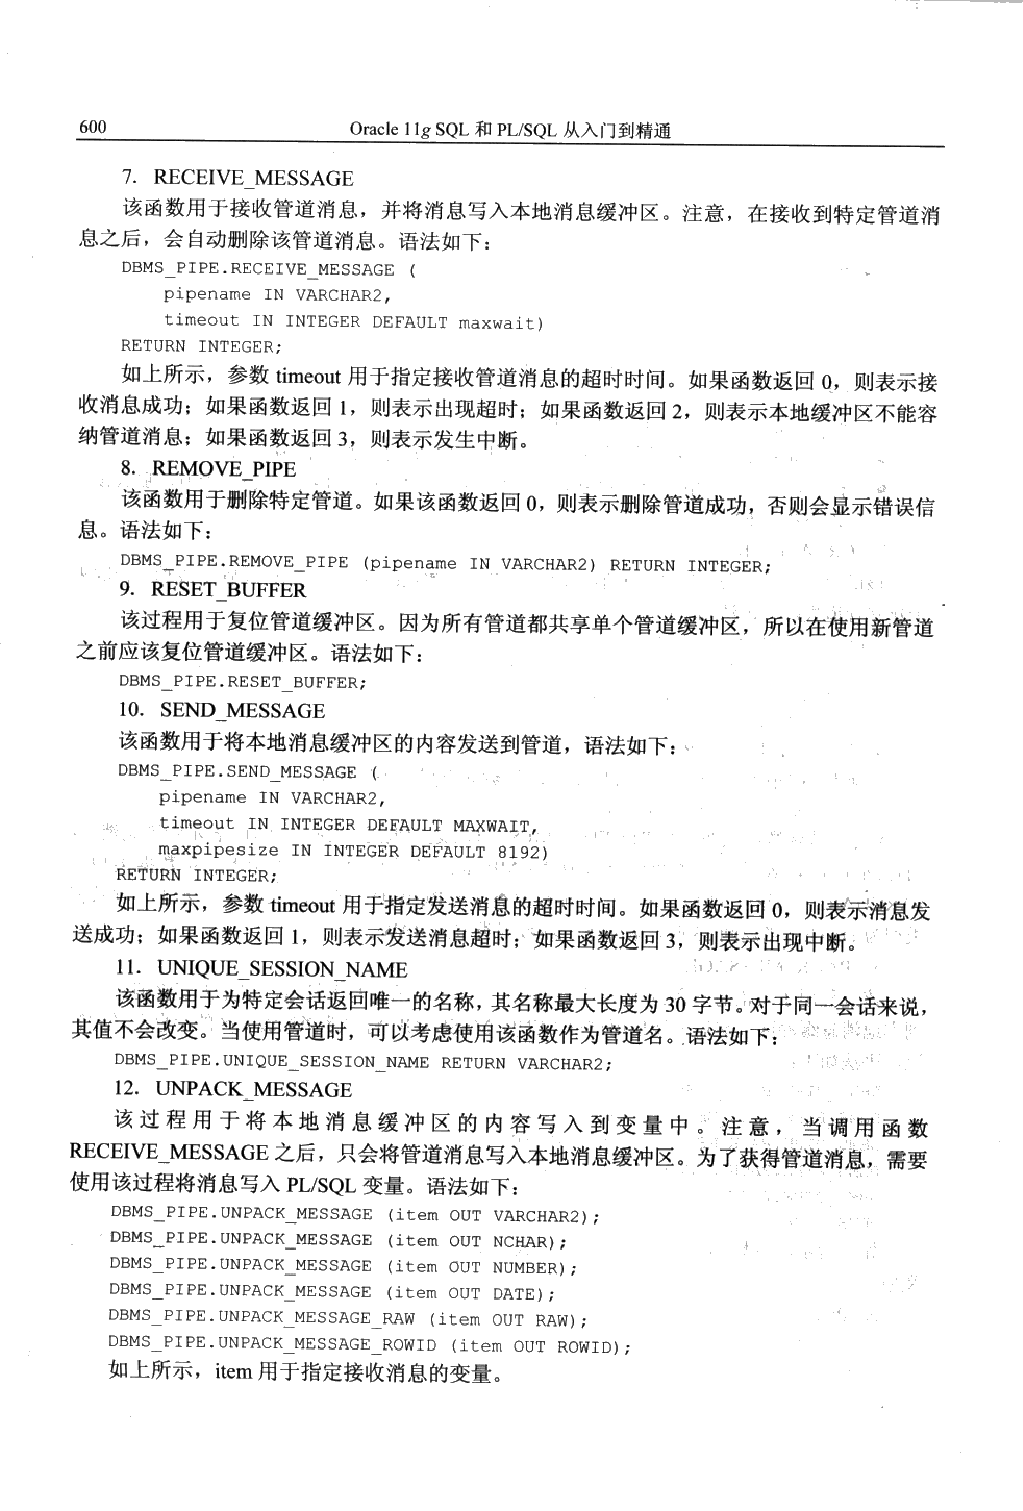 600
Oracle 11g SQL 和 PL/SQL 从入门到精通
7．RECEIVE_MESSAGE
该函数用于接收管道消息，并将消息写入本地消息缓冲区。注意，在接收到特定管道消
息之后，会自动删除该管道消息。语法如下：
DBMS_PIPE.RECEIVE_MESSAGE (
pipename IN VARCHAR2,
timeout IN INTEGER DEFAULT maxwait)
RETURN INTEGER;
如上所示，参数 timeout 用于指定接收管道消息的超时时间。如果函数返回 0，则表示接
收消息成功；如果函数返回 1，则表示出现超时；如果函数返回 2，则表示本地缓冲区不能容
纳管道消息；如果函数返回 3，则表示发生中断。
8．REMOVE_PIPE
该函数用于删除特定管道。如果该函数返回 0，则表示删除管道成功，否则会显示错误信
息。语法如下：
DBMS_PIPE.REMOVE_PIPE (pipename IN VARCHAR2) RETURN INTEGER;
9．RESET_BUFFER
该过程用于复位管道缓冲区。因为所有管道都共享单个管道缓冲区，所以在使用新管道
之前应该复位管道缓冲区。语法如下：
DBMS_PIPE.RESET_BUFFER;
10．SEND_MESSAGE
该函数用于将本地消息缓冲区的内容发送到管道，语法如下：
DBMS_PIPE.SEND_MESSAGE (
pipename IN VARCHAR2,
timeout IN INTEGER DEFAULT MAXWAIT,
maxpipesize IN INTEGER DEFAULT 8192)
RETURN INTEGER;
如上所示，参数 timeout 用于指定发送消息的超时时间。如果函数返回 0，则表示消息发
送成功；如果函数返回 1，则表示发送消息超时；如果函数返回 3，则表示出现中断。
11．UNIQUE_SESSION_NAME
该函数用于为特定会话返回唯一的名称，其名称最大长度为 30 字节。对于同一会话来说，
其值不会改变。当使用管道时，可以考虑使用该函数作为管道名。语法如下：
DBMS_PIPE.UNIQUE_SESSION_NAME RETURN VARCHAR2;
12．UNPACK_MESSAGE
该过程用于将本地消息缓冲区的内容写入到变量中。注意，当调用函数
RECEIVE_MESSAGE 之后，只会将管道消息写入本地消息缓冲区。为了获得管道消息，需要
使用该过程将消息写入 PL/SQL 变量。语法如下：
DBMS_PIPE.UNPACK_MESSAGE (item OUT VARCHAR2);
DBMS_PIPE.UNPACK_MESSAGE (item OUT NCHAR);
DBMS_PIPE.UNPACK_MESSAGE (item OUT NUMBER);
DBMS_PIPE.UNPACK_MESSAGE (item OUT DATE);
DBMS_PIPE.UNPACK_MESSAGE_RAW (item OUT RAW);
DBMS_PIPE.UNPACK_MESSAGE_ROWID (item OUT ROWID);
如上所示，item 用于指定接收消息的变量。